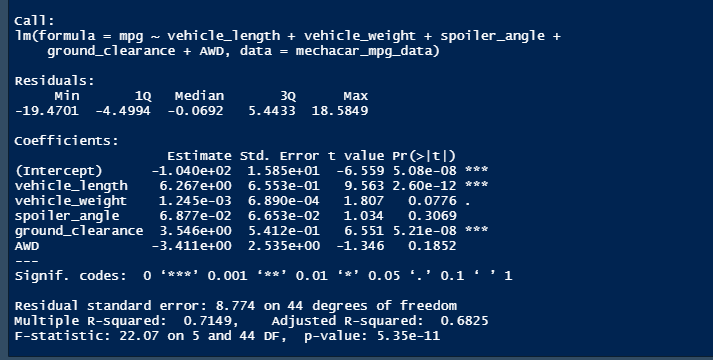 Call:
lm(formula = mpg ~ vehicle_length + vehicle_weight + spoiler_angle +
    ground_clearance + AWD, data = mechacar_mpg_data)
Residuals:
     Min       1Q   Median       3Q      Max
-19.4701  -4.4994  -0.0692   5.4433  18.5849
Coefficients:
                   Estimate Std. Error t value Pr(>|t|)
(Intercept)      -1.040e+02  1.585e+01  -6.559 5.08e-08 ***
vehicle_length    6.267e+00  6.553e-01   9.563 2.60e-12 ***
vehicle_weight    1.245e-03  6.890e-04   1.807   0.0776 .
spoiler_angle     6.877e-02  6.653e-02   1.034   0.3069
ground_clearance  3.546e+00  5.412e-01   6.551 5.21e-08 ***
AWD              -3.411e+00  2.535e+00  -1.346   0.1852
---
Signif. codes:  0 ‘***’ 0.001 ‘**’ 0.01 ‘*’ 0.05 ‘.’ 0.1 ‘ ’ 1
Residual standard error: 8.774 on 44 degrees of freedom
Multiple R-squared:  0.7149,    Adjusted R-squared:  0.6825
F-statistic: 22.07 on 5 and 44 DF,  p-value: 5.35e-11